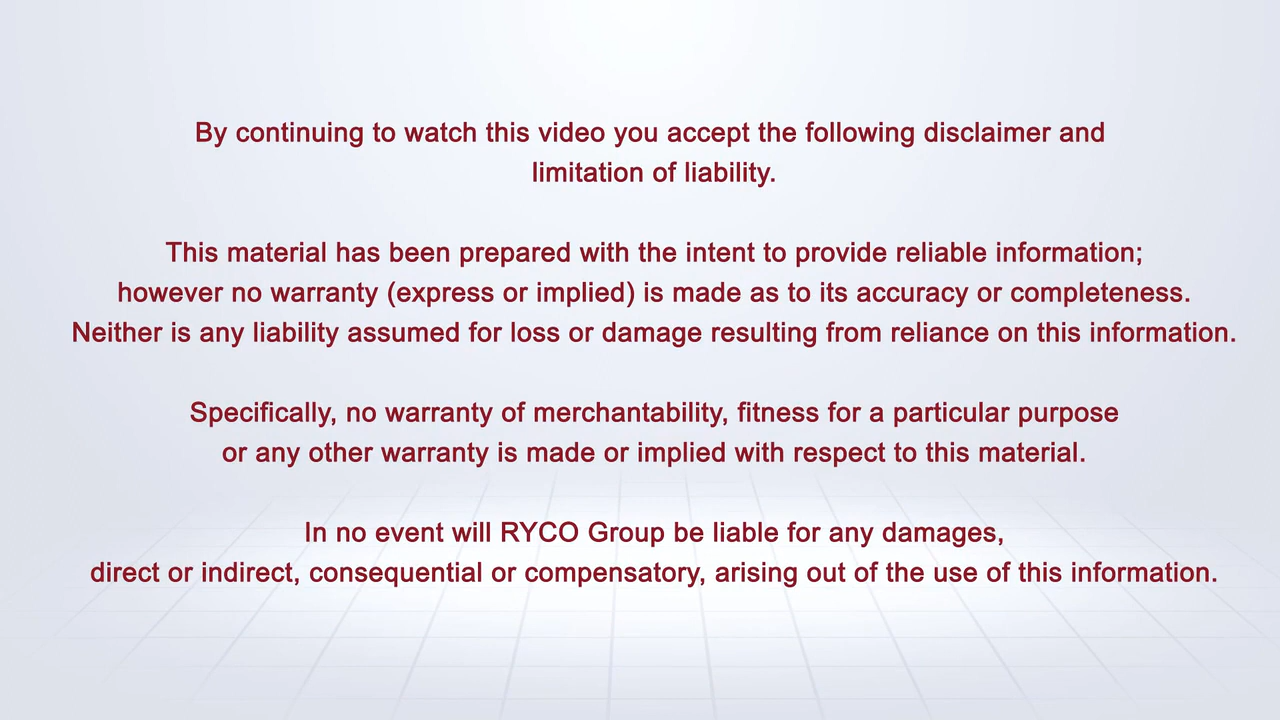 By continuing to watch this video you accept the following disclaimer and
limitation of liability.
This material has been prepared with the intent to provide reliable information;
however no warranty (express or implied) is made as to its accuracy or completeness.
Neither is any liability assumed for loss or damage resulting from reliance on this information.
Specifically, no warranty of merchantability, fitness for a particular purpose
or any other warranty is made or implied with respect to this material.
In no event will RYCO Group be liable for any damages,
direct or indirect, consequential or compensatory, arising out of the use of this information.